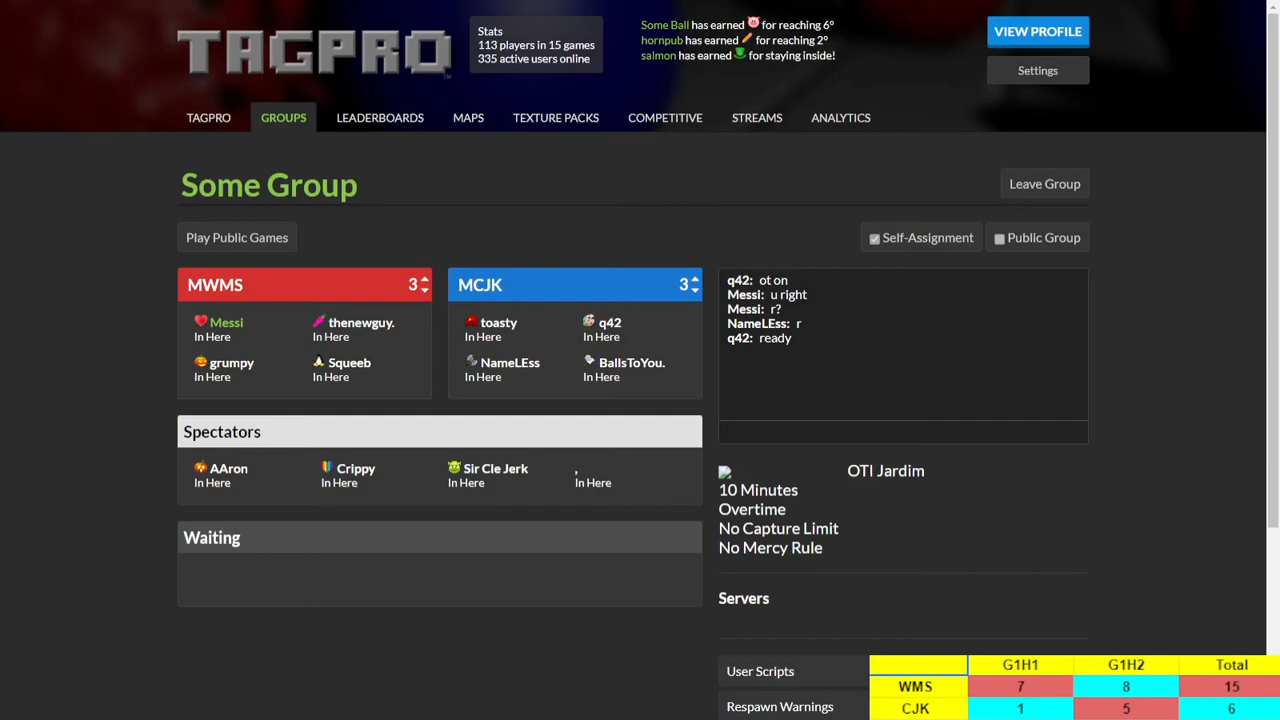 TAGPRO
Stats
113 players in 15 games
335 active users online
Some Ball has earned for reaching 6°
hornpub has earned for reaching 2°
salmon has earned for staying inside!
VIEW PROFILE
Settings
TAGPRO GROUPS LEADERBOARDS MAPS TEXTURE PACKS COMPETITIVE STREAMS ANALYTICS
Some Group
Leave Group
Play Public Games
Self-Assignment
Public Group
MWMS 3
Messi thenewguy.
In Here In Here
grumpy Squeeb
In Here In Here
MCJK 3
toasty q42
In Here In Here
NameLEss BallsToYou.
In Here In Here
q42: ot on
Messi: u right
Messi: r?
NameLEss: r
q42: ready
Spectators
AAron Crippy Sir Cle Jerk ,
In Here In Here In Here In Here
Waiting
OTI Jardim
10 Minutes
Overtime
No Capture Limit
No Mercy Rule
Servers
User Scripts
Respawn Warnings
G1H1 G1H2 Total
WMS 7 8 15
CJK 1 5 6